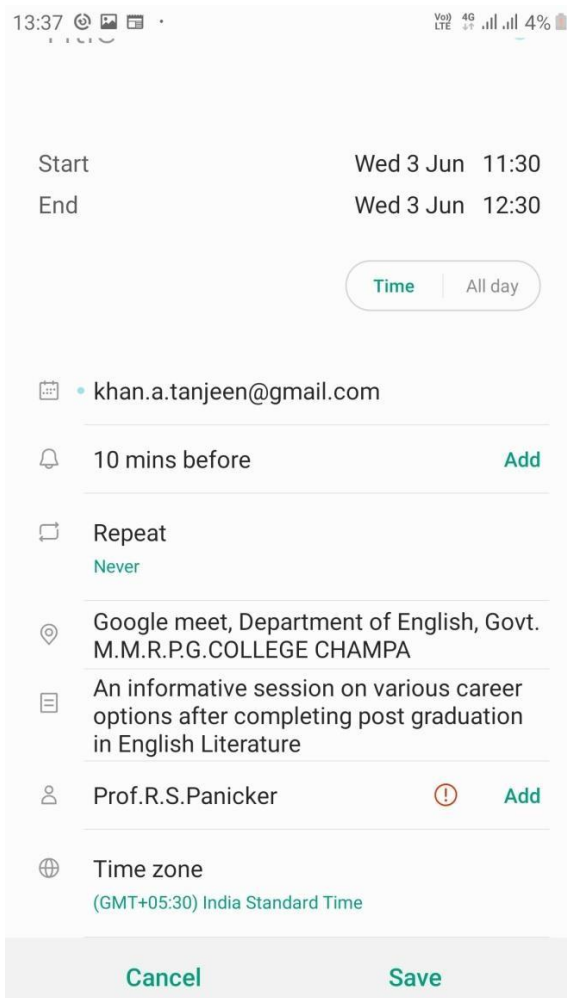 13:37 Vo)) LTE 4G 4%
Start Wed 3 Jun 11:30
End Wed 3 Jun 12:30
Time All day
khan.a.tanjeen@gmail.com
10 mins before Add
Repeat
Never
Google meet, Department of English, Govt.
M.M.R.P.G.COLLEGE CHAMPA
An informative session on various career
options after completing post graduation
in English Literature
Prof.R.S.Panicker Add
Time zone
(GMT+05:30) India Standard Time
Cancel Save